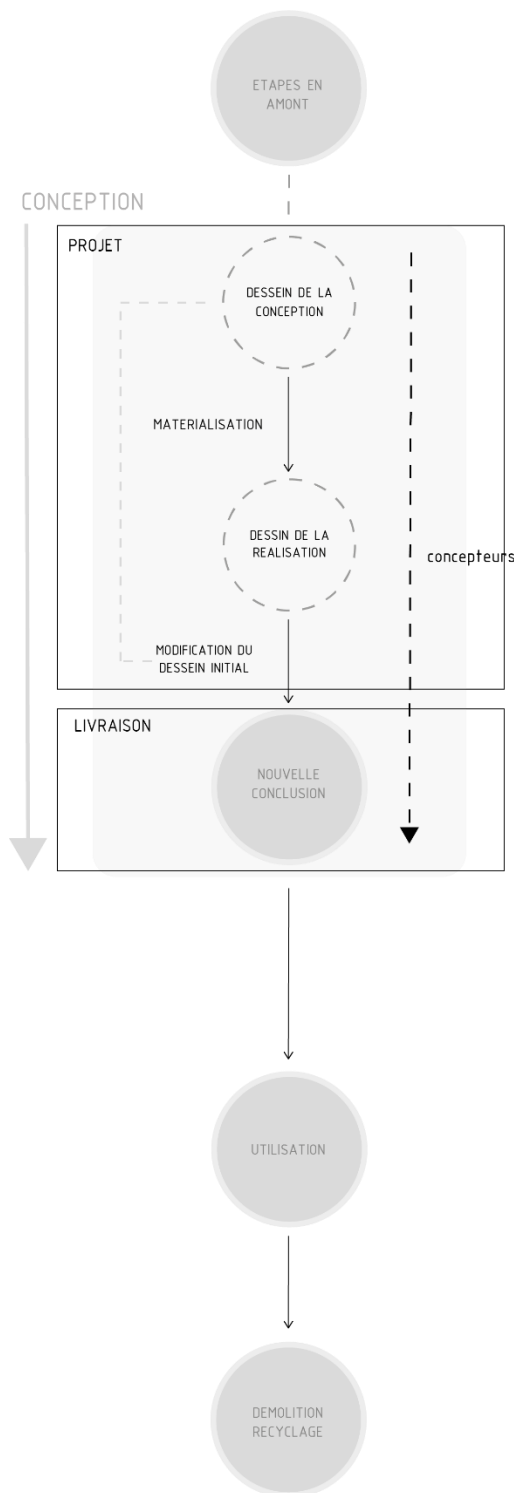 ETAPES EN
AMONT
CONCEPTION
PROJET
DESSEIN DE LA
CONCEPTION
MATERIALISATION
DESSIN DE LA
REALISATION
concepteurs
MODIFICATION DU
DESSEIN INITIAL
LIVRAISON
NOUVELLE
CONCLUSION
UTILISATION
DEMOLITION
RECYCLAGE